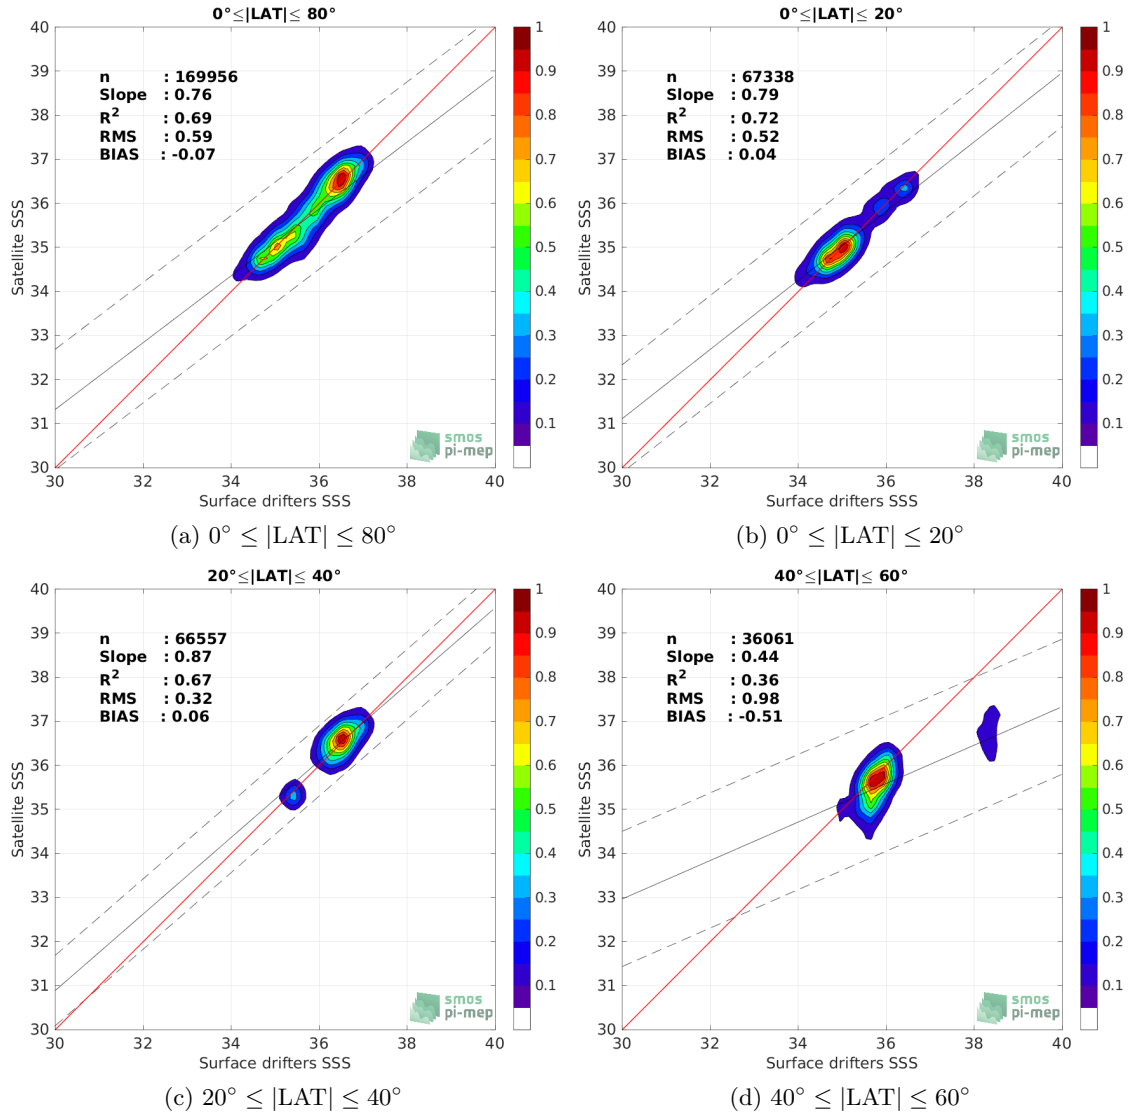 0°≤|LAT|≤ 80°
40
39
38
37
36
35
34
33
32
31
30
Satellite SSS
n : 169956
Slope : 0.76
R² : 0.69
RMS : 0.59
BIAS : -0.07
smos
pi-mep
30 32 34 36 38 40
Surface drifters SSS
1
0.9
0.8
0.7
0.6
0.5
0.4
0.3
0.2
0.1
(a) 0° ≤ |LAT| ≤ 80°
0°≤|LAT|≤ 20°
40
39
38
37
36
35
34
33
32
31
30
Satellite SSS
n : 67338
Slope : 0.79
R² : 0.72
RMS : 0.52
BIAS : 0.04
smos
pi-mep
30 32 34 36 38 40
Surface drifters SSS
1
0.9
0.8
0.7
0.6
0.5
0.4
0.3
0.2
0.1
(b) 0° ≤ |LAT| ≤ 20°
20°≤|LAT|≤ 40°
40
39
38
37
36
35
34
33
32
31
30
Satellite SSS
n : 66557
Slope : 0.87
R² : 0.67
RMS : 0.32
BIAS : 0.06
smos
pi-mep
30 32 34 36 38 40
Surface drifters SSS
1
0.9
0.8
0.7
0.6
0.5
0.4
0.3
0.2
0.1
(c) 20° ≤ |LAT| ≤ 40°
40°≤|LAT|≤ 60°
40
39
38
37
36
35
34
33
32
31
30
Satellite SSS
n : 36061
Slope : 0.44
R² : 0.36
RMS : 0.98
BIAS : -0.51
smos
pi-mep
30 32 34 36 38 40
Surface drifters SSS
1
0.9
0.8
0.7
0.6
0.5
0.4
0.3
0.2
0.1
(d) 40° ≤ |LAT| ≤ 60°